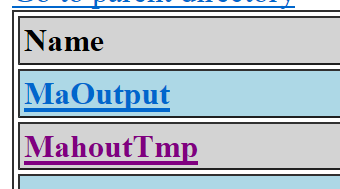 Go to parent directory
Name
MaOutput
MahoutTmp